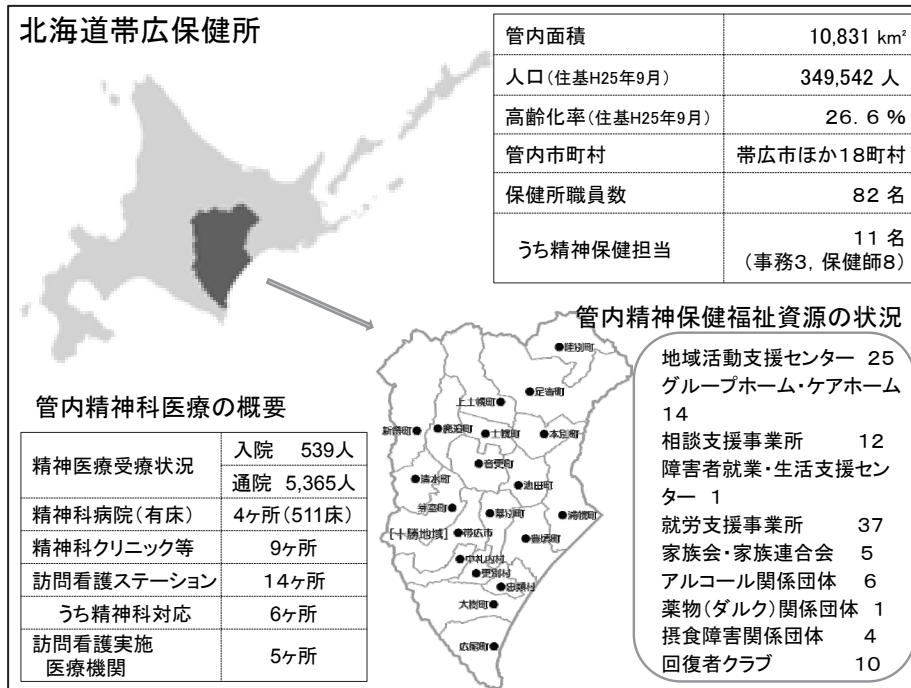 北海道帯広保健所
管内面積 10,831 km²
人口(住基H25年9月) 349,542 人
高齢化率(住基H25年9月) 26.6 %
管内市町村 帯広市ほか18町村
保健所職員数 82 名
うち精神保健担当 11 名
(事務3,保健師8)
管内精神保健福祉資源の状況
地域活動支援センター 25
グループホーム・ケアホーム
14
相談支援事業所 12
障害者就業・生活支援セン
ター 1
就労支援事業所 37
家族会・家族連合会 5
アルコール関係団体 6
薬物(ダルク)関係団体 1
摂食障害関係団体 4
回復者クラブ 10
管内精神科医療の概要
精神医療受療状況 入院 539人
通院 5,365人
精神科病院(有床) 4ヶ所(511床)
精神科クリニック等 9ヶ所
訪問看護ステーション 14ヶ所
うち精神科対応 6ヶ所
訪問看護実施
医療機関 5ヶ所
陸別町
足寄町
上士幌町
新得町
鹿追町
士幌町
本別町
音更町
清水町
池田町
芽室町
幕別町
浦幌町
[十勝地域]
帯広市
豊頃町
中札内村
更別村
忠類村
大樹町
広尾町